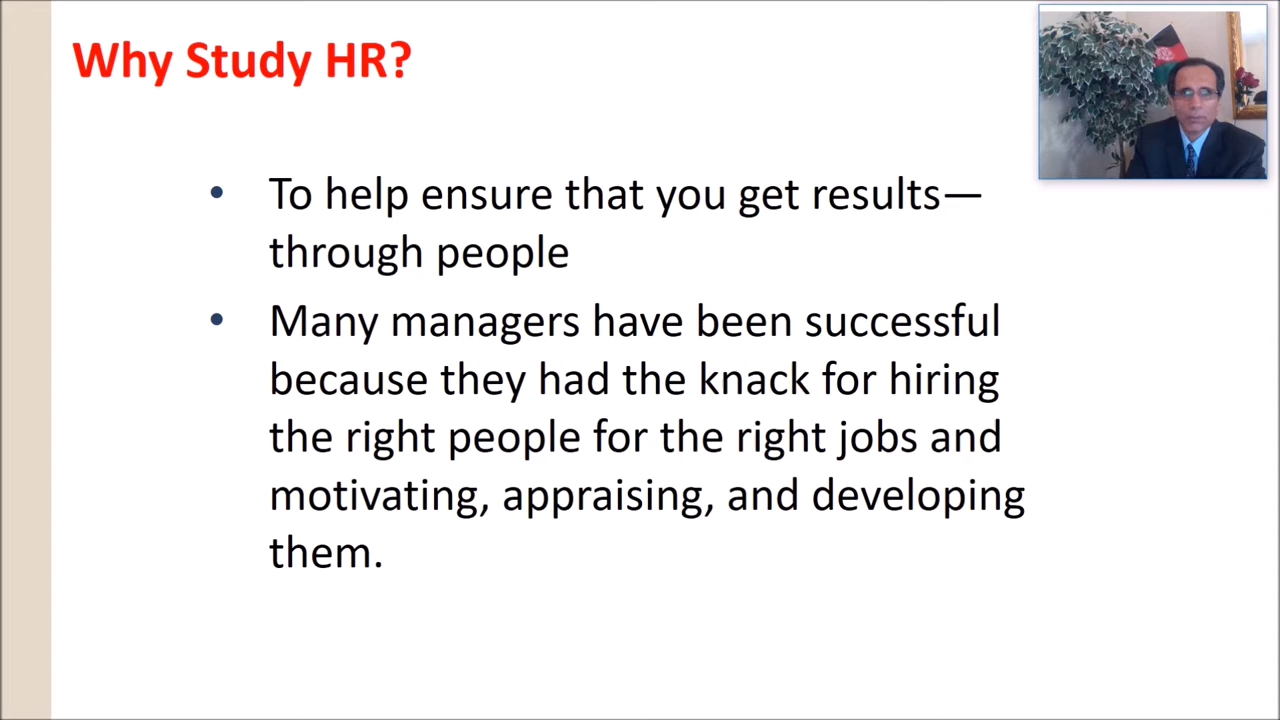 Why Study HR?
• To help ensure that you get results—
through people
• Many managers have been successful
because they had the knack for hiring
the right people for the right jobs and
motivating, appraising, and developing
them.